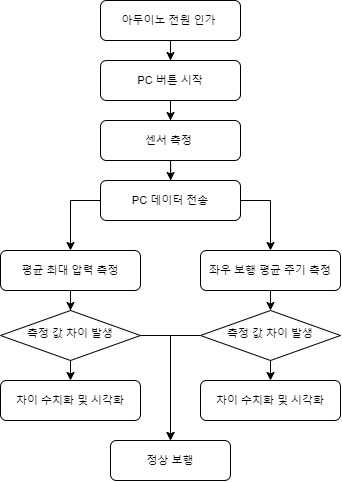 아두이노 전원 인가
PC 버튼 시작
센서 측정
PC 데이터 전송
평균 최대 압력 측정
좌우 보행 평균 주기 측정
측정 값 차이 발생
측정 값 차이 발생
차이 수치화 및 시각화
차이 수치화 및 시각화
정상 보행